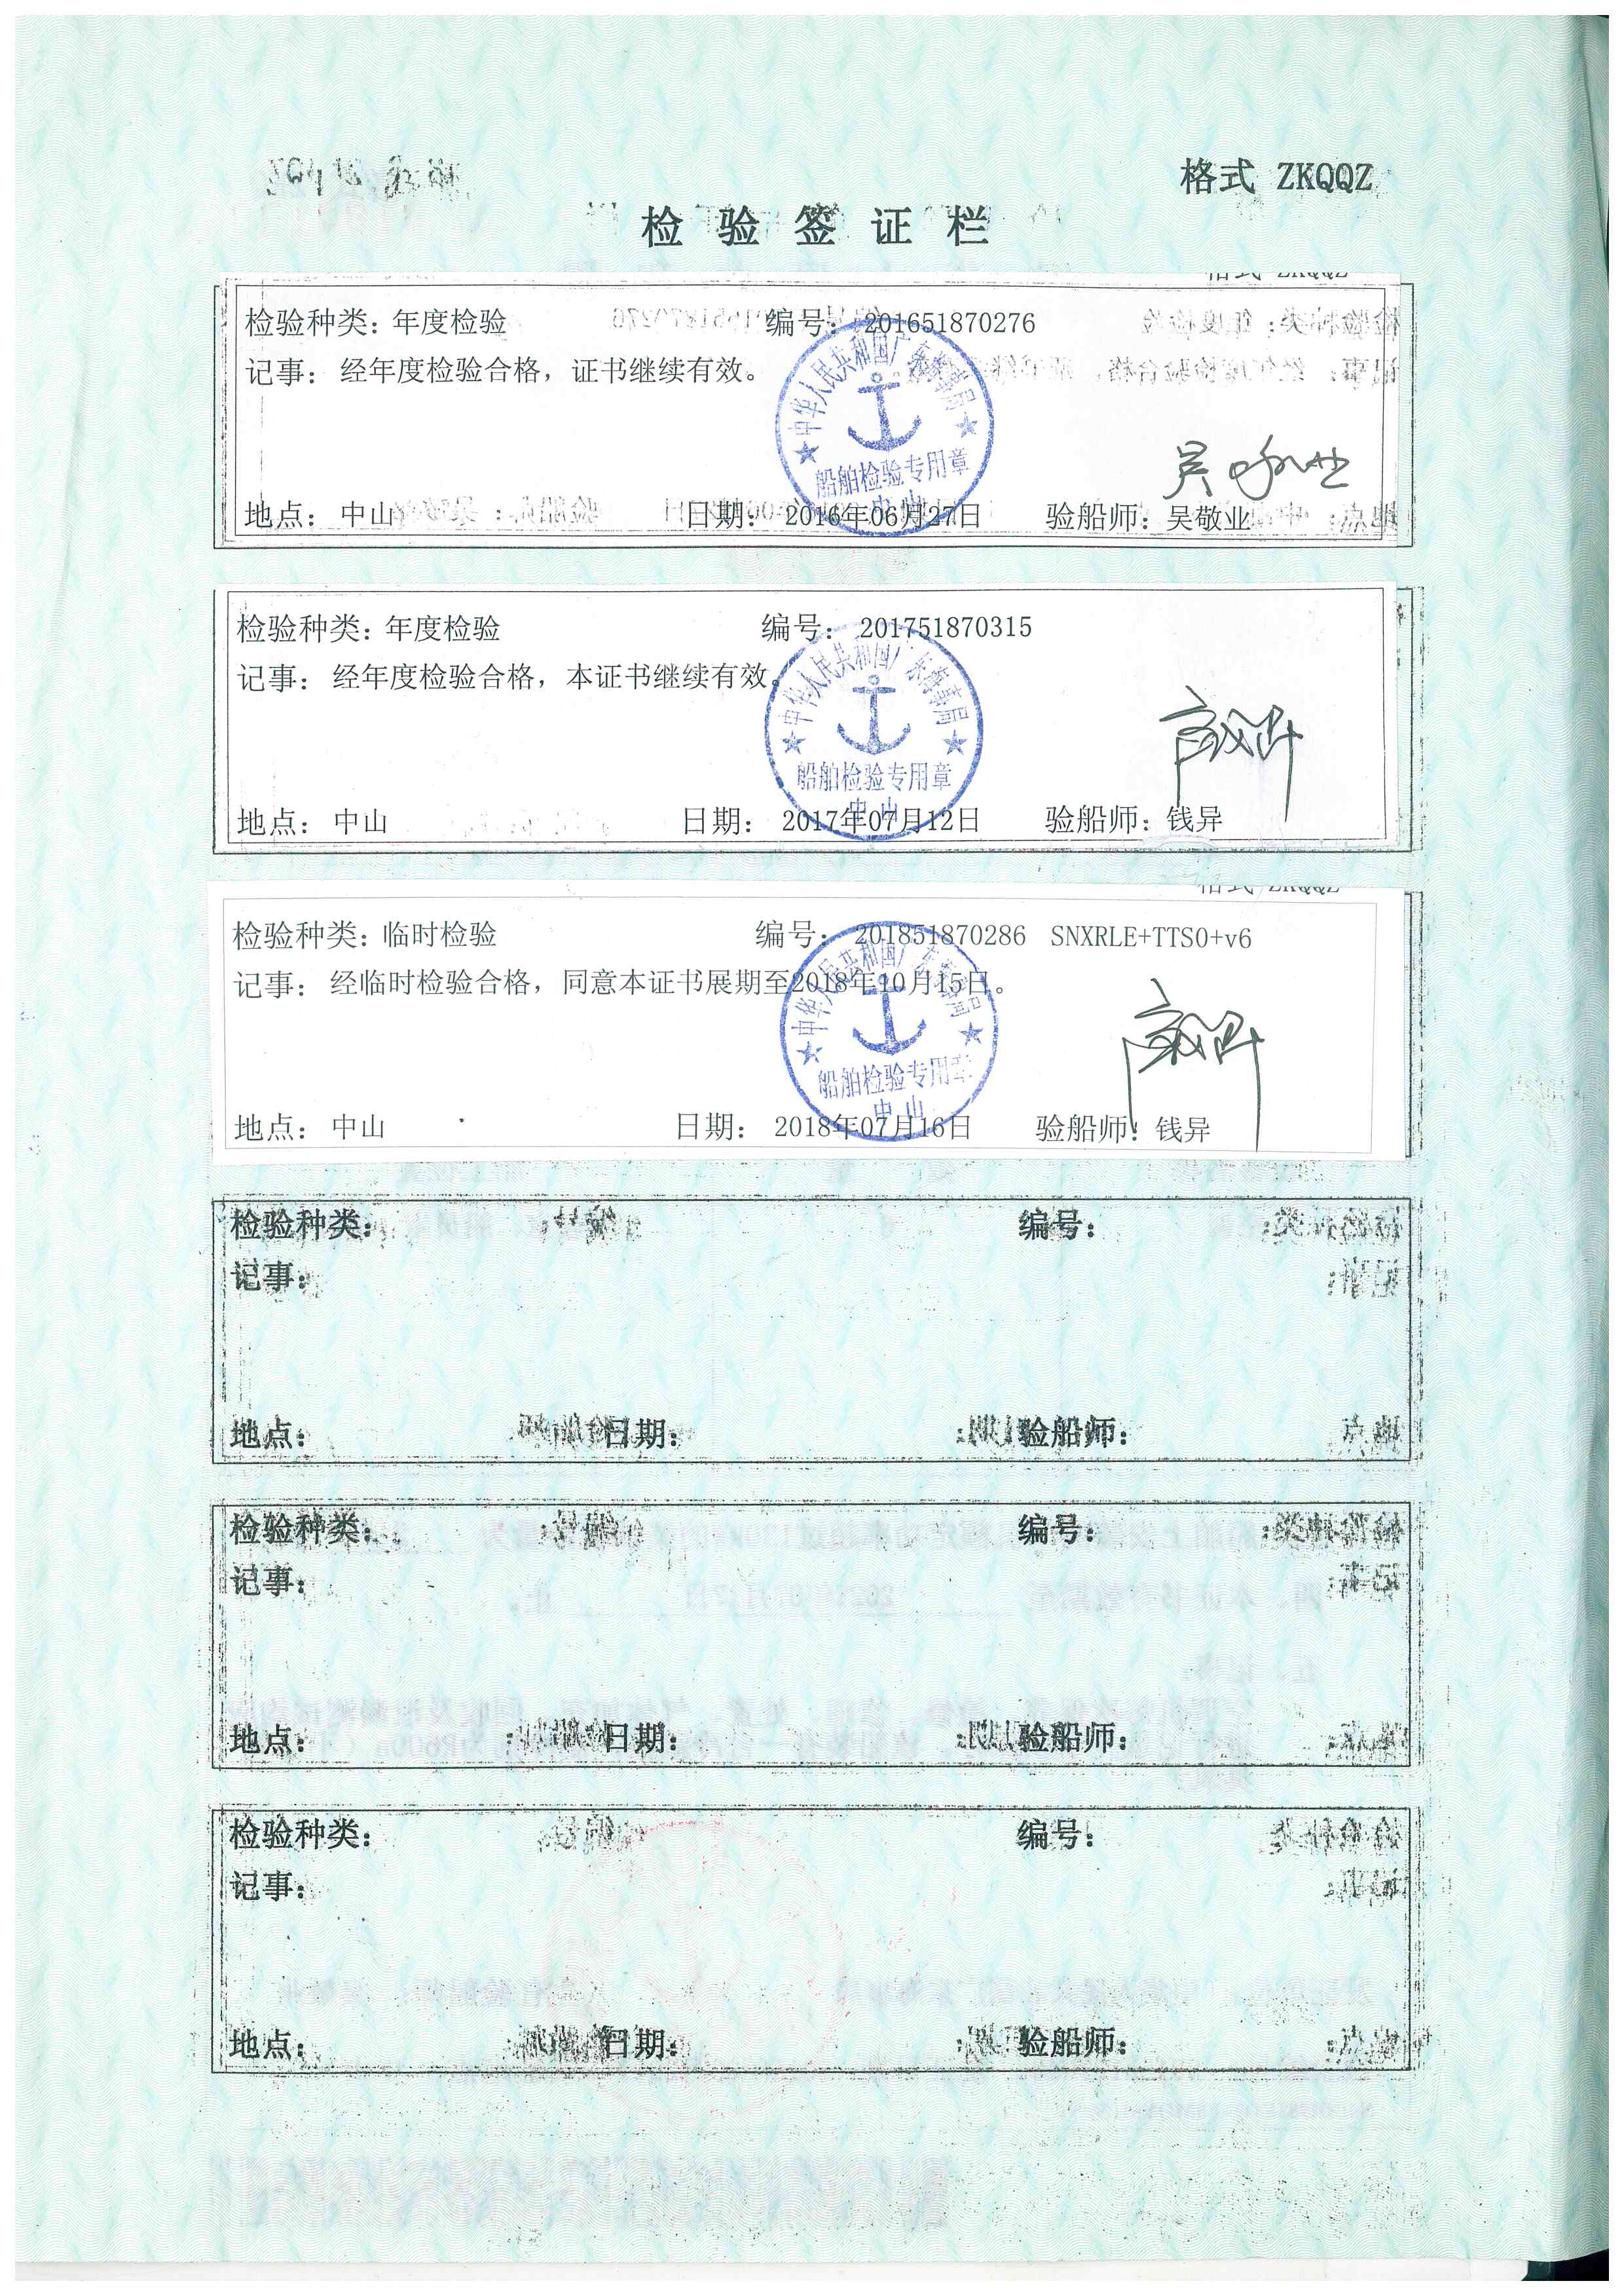 格式 ZKQQZ
检验签证栏
检验种类：年度检验 编号：201651870276
记事：经年度检验合格，证书继续有效。
中华人民共和国广东海事局
船舶检验专用章
中山
地点：中山 日期：2016年06月27日 验船师：吴敬业
检验种类：年度检验 编号：201751870315
记事：经年度检验合格，本证书继续有效。
中华人民共和国广东海事局
船舶检验专用章
中山
地点：中山 日期：2017年07月12日 验船师：钱异
检验种类：临时检验 编号：201851870286 SNXRLE+TTS0+v6
记事：经临时检验合格，同意本证书展期至2018年10月15日。
中华人民共和国广东海事局
船舶检验专用章
中山
地点：中山 日期：2018年07月16日 验船师：钱异
检验种类： 编号：
记事：
地点： 日期： 验船师：
检验种类： 编号：
记事：
地点： 日期： 验船师：
检验种类： 编号：
记事：
地点： 日期： 验船师：